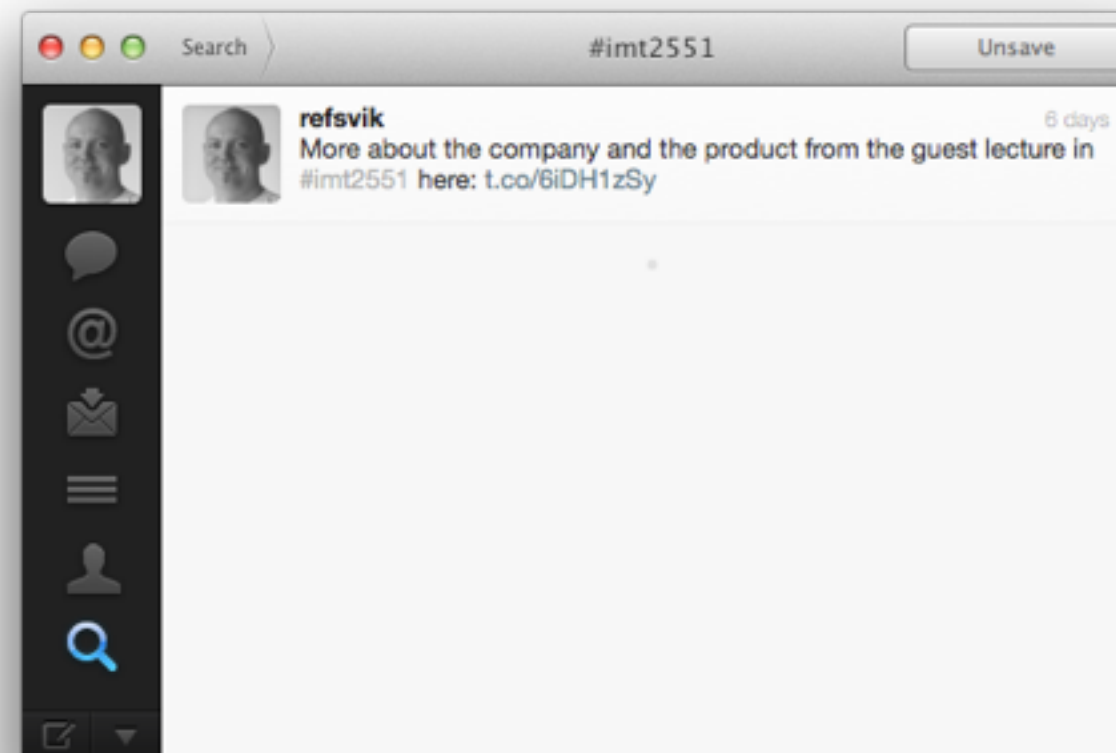 Search
#imt2551
Unsave
refsvik
6 days
More about the company and the product from the guest lecture in
#imt2551 here: t.co/6iDH1zSy